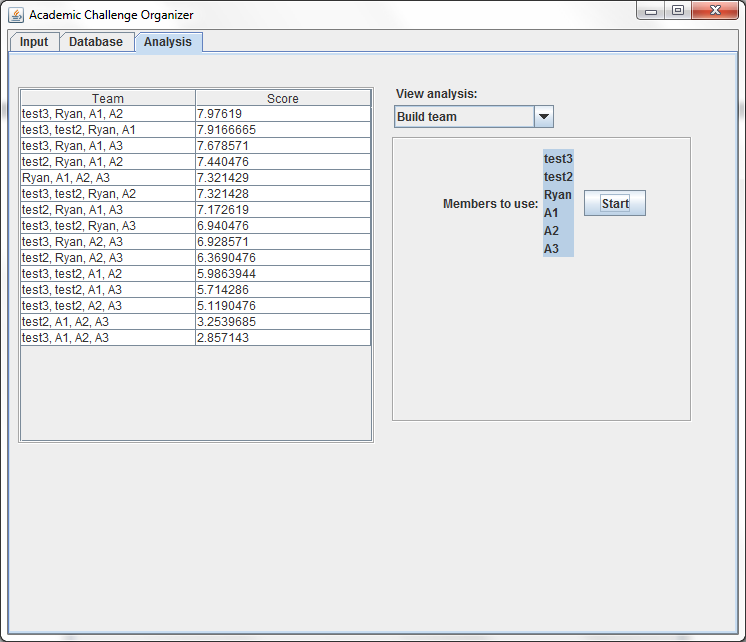 Academic Challenge Organizer
Input Database Analysis
Team Score
test3, Ryan, A1, A2 7.97619
test3, test2, Ryan, A1 7.9166665
test3, Ryan, A1, A3 7.678571
test2, Ryan, A1, A2 7.440476
Ryan, A1, A2, A3 7.321429
test3, test2, Ryan, A2 7.321428
test2, Ryan, A1, A3 7.172619
test3, test2, Ryan, A3 6.940476
test3, Ryan, A2, A3 6.928571
test2, Ryan, A2, A3 6.3690476
test3, test2, A1, A2 5.9863944
test3, test2, A1, A3 5.714286
test3, test2, A2, A3 5.1190476
test2, A1, A2, A3 3.2539685
test3, A1, A2, A3 2.857143
View analysis:
Build team
Members to use:
test3
test2
Ryan
A1
A2
A3
Start